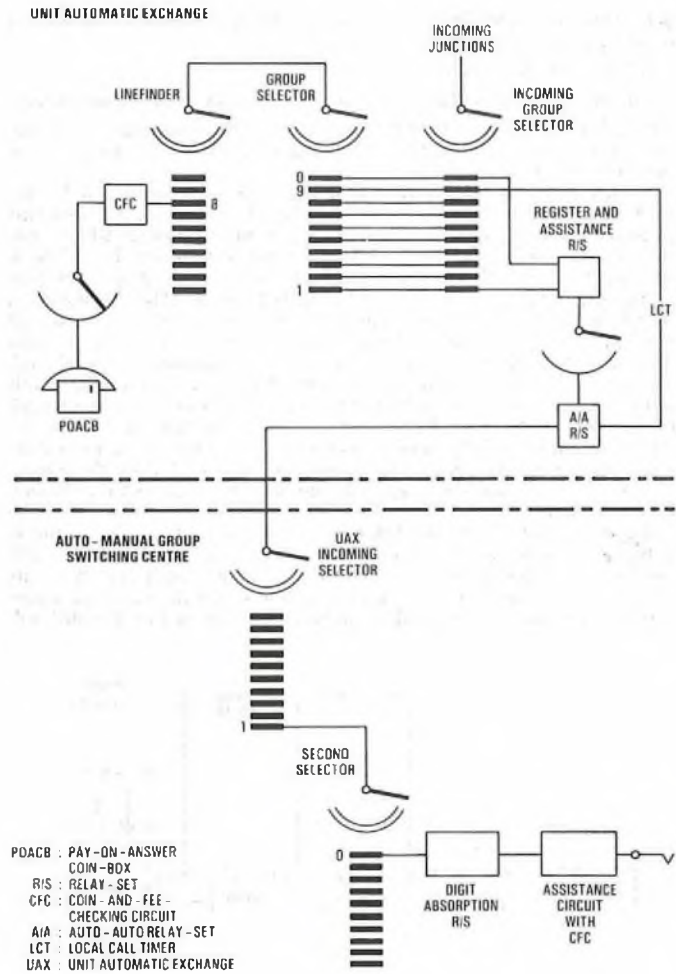 UNIT AUTOMATIC EXCHANGE
INCOMING
JUNCTIONS
LINEFINDER
GROUP
SELECTOR
INCOMING
GROUP
SELECTOR
CFC
8
0
9
1
REGISTER AND
ASSISTANCE
R/S
LCT
1
POACB
A/A
R/S
AUTO-MANUAL GROUP
SWITCHING CENTRE
UAX
INCOMING
SELECTOR
1
SECOND
SELECTOR
0
DIGIT
ABSORPTION
R/S
ASSISTANCE
CIRCUIT
WITH
CFC
POACB : PAY-ON-ANSWER
COIN-BOX
R/S : RELAY-SET
CFC : COIN-AND-FEE-
CHECKING CIRCUIT
A/A : AUTO-AUTO RELAY-SET
LCT : LOCAL CALL TIMER
UAX : UNIT AUTOMATIC EXCHANGE